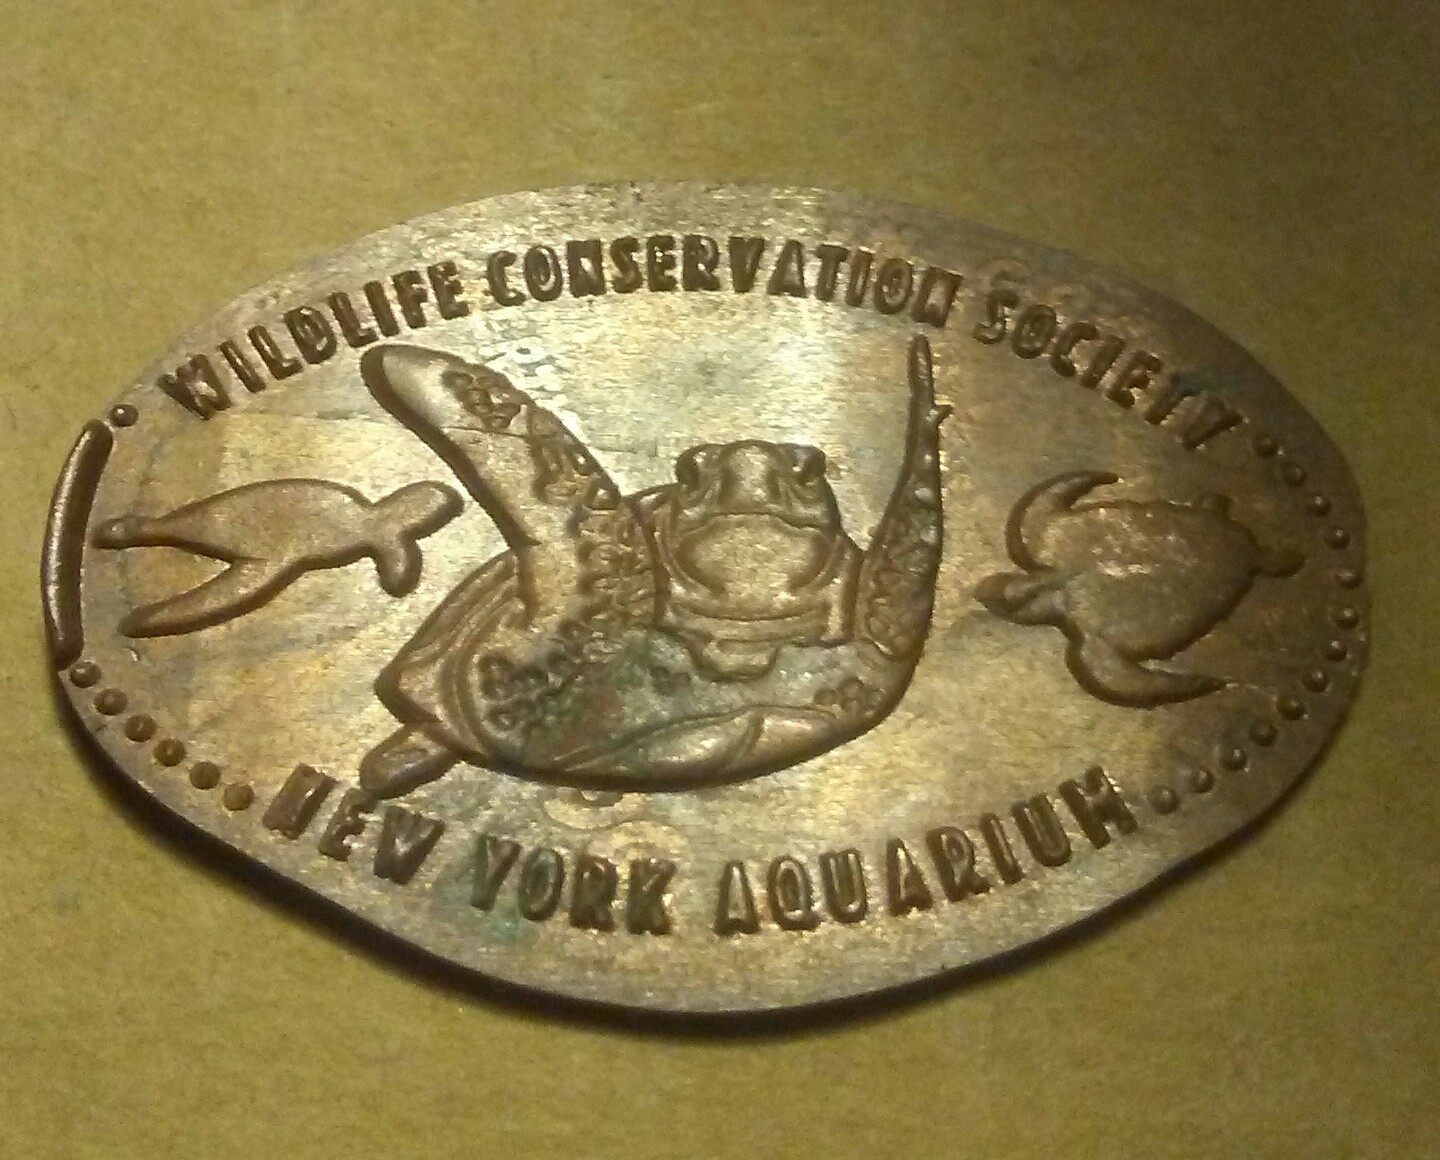 WILDLIFE CONSERVATION SOCIETY
NEW YORK AQUARIUM